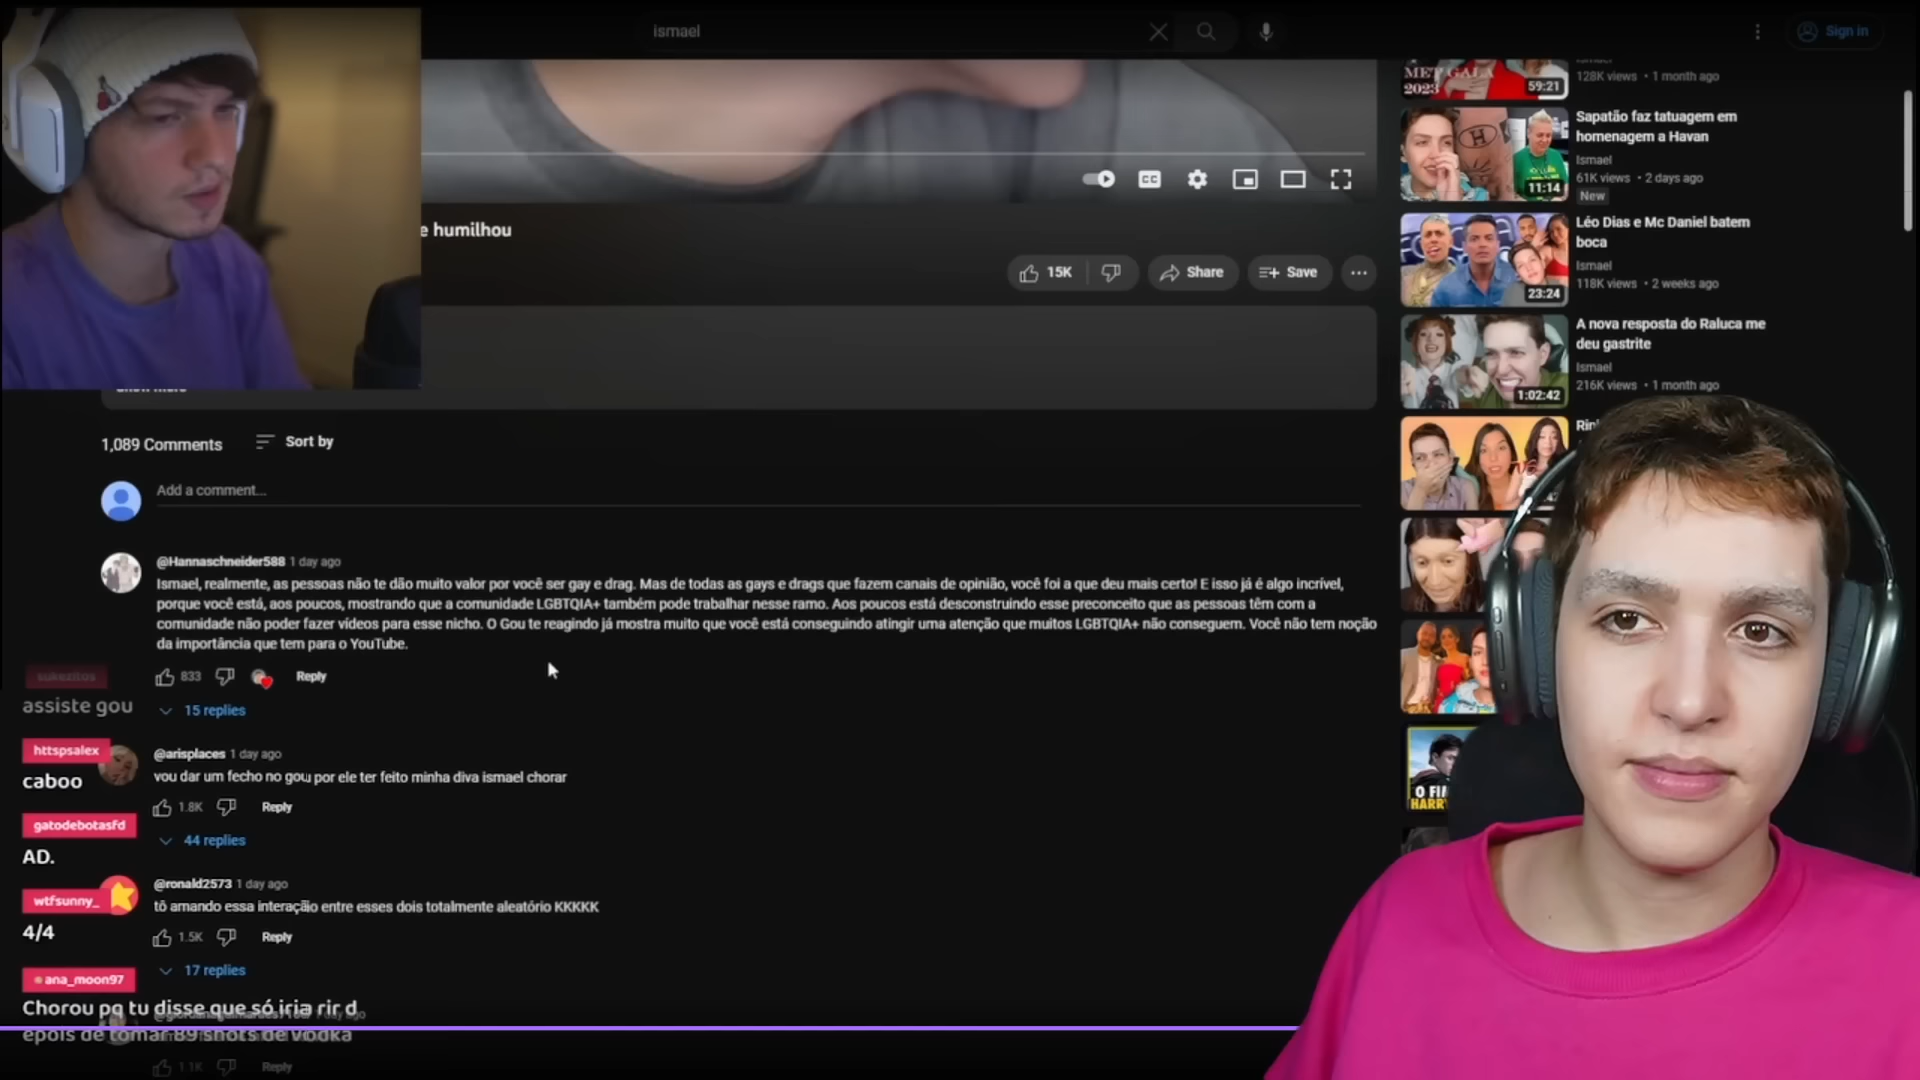 ismael
Sign in
MET GALA
2023
59:21
128K views • 1 month ago
Sapatão faz tatuagem em
homenagem a Havan
Ismael
61K views • 2 days ago
New
H
11:14
Léo Dias e Mc Daniel batem
boca
Ismael
118K views • 2 weeks ago
23:24
A nova resposta do Raluca me
deu gastrite
Ismael
216K views • 1 month ago
1:02:42
O FI
HARR
CC
e humilhou
15K
Share
Save
1,089 Comments
Sort by
Add a comment...
@Hannaschneider588 1 day ago
Ismael, realmente, as pessoas não te dão muito valor por você ser gay e drag. Mas de todas as gays e drags que fazem canais de opinião, você foi a que deu mais certo! E isso já é algo incrível,
porque você está, aos poucos, mostrando que a comunidade LGBTQIA+ também pode trabalhar nesse ramo. Aos poucos está desconstruindo esse preconceito que as pessoas têm com a
comunidade não poder fazer vídeos para esse nicho. O Gou te reagindo já mostra muito que você está conseguindo atingir uma atenção que muitos LGBTQIA+ não conseguem. Você não tem noção
da importância que tem para o YouTube.
833
Reply
15 replies
@arisplaces 1 day ago
vou dar um fecho no gou por ele ter feito minha diva ismael chorar
1.8K
Reply
44 replies
@ronald2573 1 day ago
tô amando essa interação entre esses dois totalmente aleatório KKKKK
1.5K
Reply
17 replies
1.1K
Reply
sukezitos
assiste gou
httspsalex
caboo
gatodebotasfd
AD.
wtfsunny_
4/4
ana_moon97
Chorou pq tu disse que só iria rir d
epois de tomar 89 shots de vodka